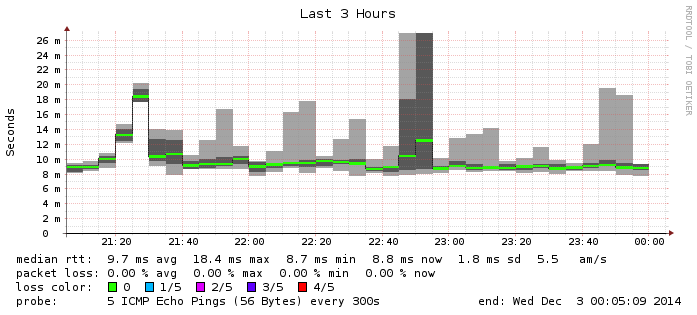 Last 3 Hours
RRDTOOL / TOBI OETIKER
Seconds
26 m
24 m
22 m
20 m
18 m
16 m
14 m
12 m
10 m
8 m
6 m
4 m
2 m
0
21:20 21:40 22:00 22:20 22:40 23:00 23:20 23:40 00:00
median rtt: 9.7 ms avg 18.4 ms max 8.7 ms min 8.8 ms now 1.8 ms sd 5.5 am/s
packet loss: 0.00 % avg 0.00 % max 0.00 % min 0.00 % now
loss color: 0 1/5 2/5 3/5 4/5
probe: 5 ICMP Echo Pings (56 Bytes) every 300s end: Wed Dec 3 00:05:09 2014